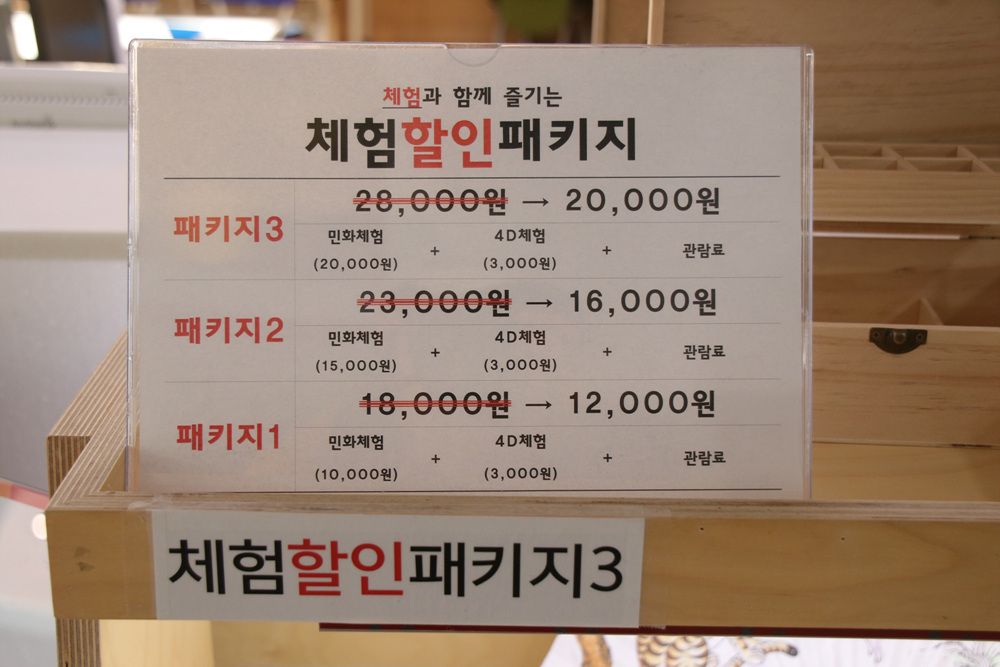 체험과 함께 즐기는
체험할인패키지
패키지3
28,000원 → 20,000원
민화체험 + 4D체험 + 관람료
(20,000원) (3,000원)
패키지2
23,000원 → 16,000원
민화체험 + 4D체험 + 관람료
(15,000원) (3,000원)
패키지1
18,000원 → 12,000원
민화체험 + 4D체험 + 관람료
(10,000원) (3,000원)
체험할인패키지3